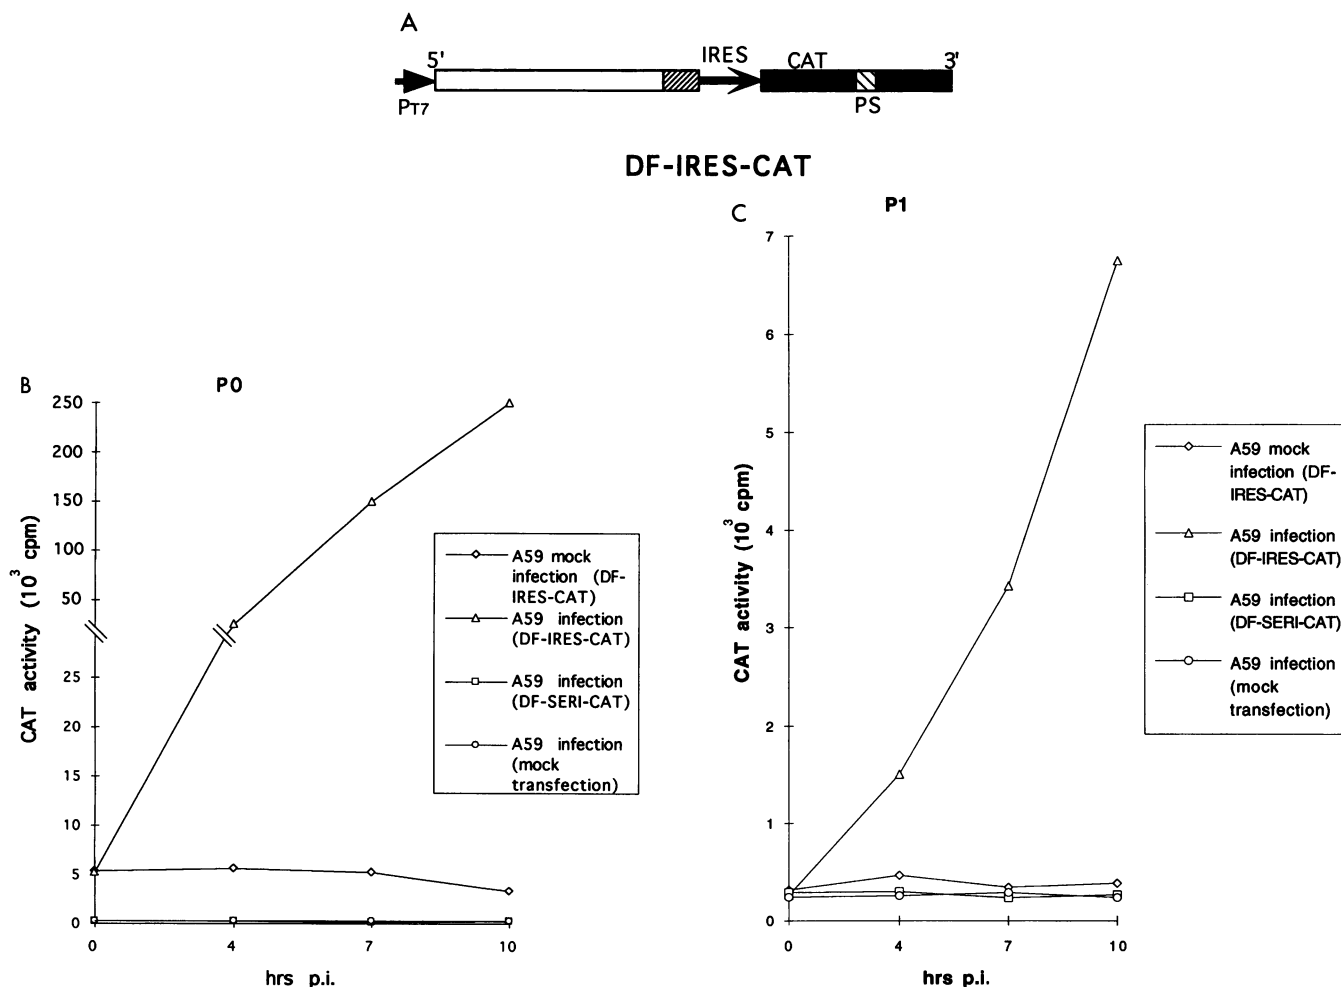 A
5' IRES CAT 3'
PT7 PS
DF-IRES-CAT
B P0
250
200
150
100
50
25
20
15
10
5
0
CAT activity (10^3 cpm)
0 4 7 10
hrs p.i.
A59 mock
infection (DF-
IRES-CAT)
A59 infection
(DF-IRES-CAT)
A59 infection
(DF-SERI-CAT)
A59 infection
(mock
transfection)
C P1
7
6
5
4
3
2
1
0
CAT activity (10^3 cpm)
0 4 7 10
hrs p.i.
A59 mock
infection (DF-
IRES-CAT)
A59 infection
(DF-IRES-CAT)
A59 infection
(DF-SERI-CAT)
A59 infection
(mock
transfection)